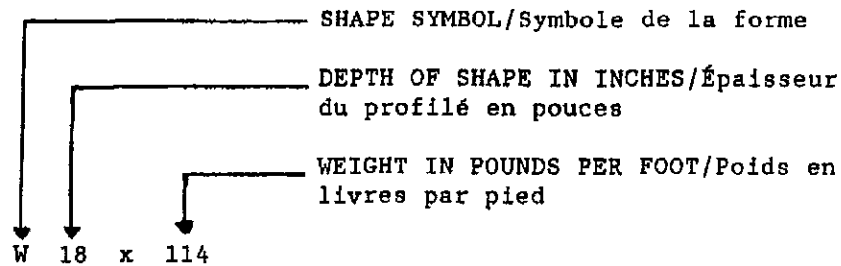 SHAPE SYMBOL/Symbole de la forme
DEPTH OF SHAPE IN INCHES/Épaisseur
du profilé en pouces
WEIGHT IN POUNDS PER FOOT/Poids en
livres par pied
W 18 x 114